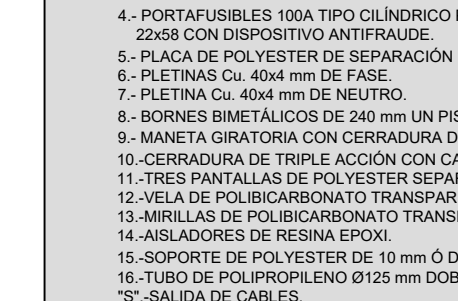 4.- PORTAFUSIBLES 100A TIPO CILÍNDRICO
22x58 CON DISPOSITIVO ANTIFRAUDE.
5.- PLACA DE POLYESTER DE SEPARACIÓN
6.- PLETINAS Cu. 40x4 mm DE FASE.
7.- PLETINA Cu. 40x4 mm DE NEUTRO.
8.- BORNES BIMETÁLICOS DE 240 mm UN
9.- MANETA GIRATORIA CON CERRADURA
10.-CERRADURA DE TRIPLE ACCIÓN CON
11.-TRES PANTALLAS DE POLYESTER
12.-VELA DE POLIBICARBONATO
13.-MIRILLAS DE POLIBICARBONATO
14.-AISLADORES DE RESINA EPOXI.
15.-SOPORTE DE POLYESTER DE 10 mm Ó
16.-TUBO DE POLIPROPILENO Ø125 mm
"S".-SALIDA DE CABLES.